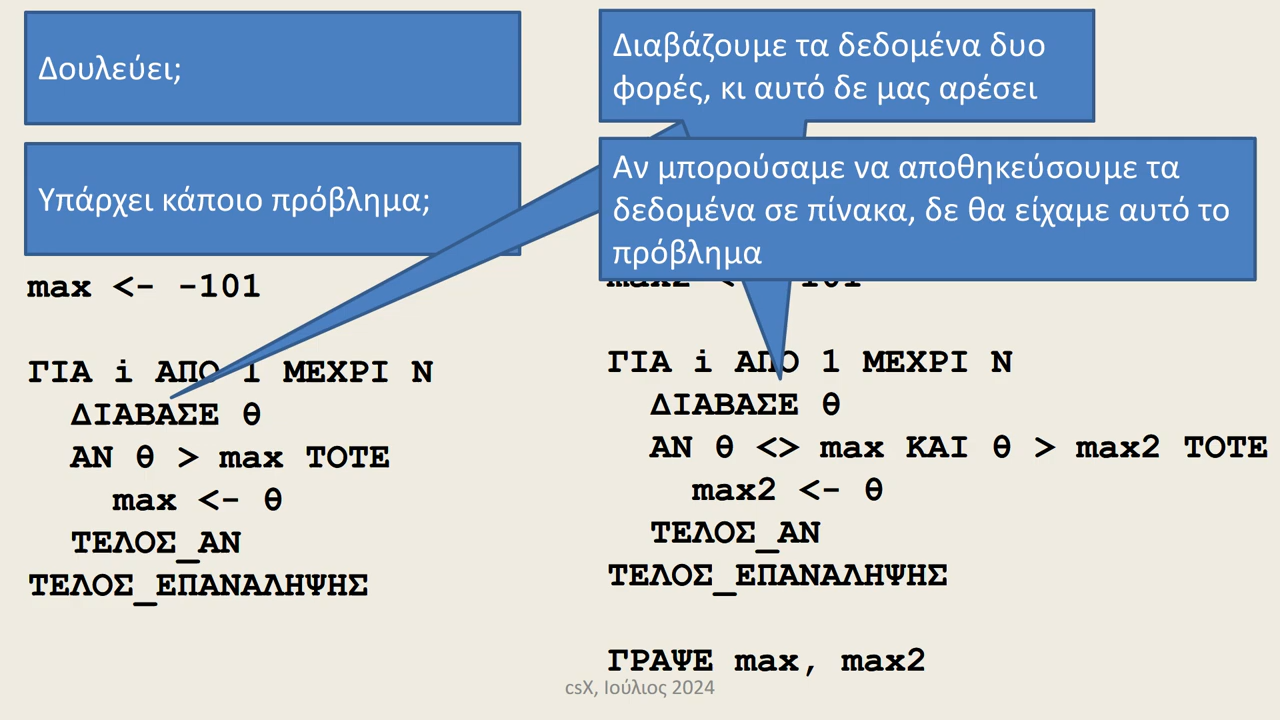 Δουλεύει;
Υπάρχει κάποιο πρόβλημα;
max <- -101
ΓΙΑ i ΑΠΟ 1 ΜΕΧΡΙ Ν
ΔΙΑΒΑΣΕ θ
ΑΝ θ > max ΤΟΤΕ
max <- θ
ΤΕΛΟΣ_ΑΝ
ΤΕΛΟΣ_ΕΠΑΝΑΛΗΨΗΣ
Διαβάζουμε τα δεδομένα δυο
φορές, κι αυτό δε μας αρέσει
Αν μπορούσαμε να αποθηκεύσουμε τα
δεδομένα σε πίνακα, δε θα είχαμε αυτό το
πρόβλημα
ΓΙΑ i ΑΠΟ 1 ΜΕΧΡΙ Ν
ΔΙΑΒΑΣΕ θ
ΑΝ θ <> max ΚΑΙ θ > max2 ΤΟΤΕ
max2 <- θ
ΤΕΛΟΣ_ΑΝ
ΤΕΛΟΣ_ΕΠΑΝΑΛΗΨΗΣ
ΓΡΑΨΕ max, max2
csX, Ιούλιος 2024